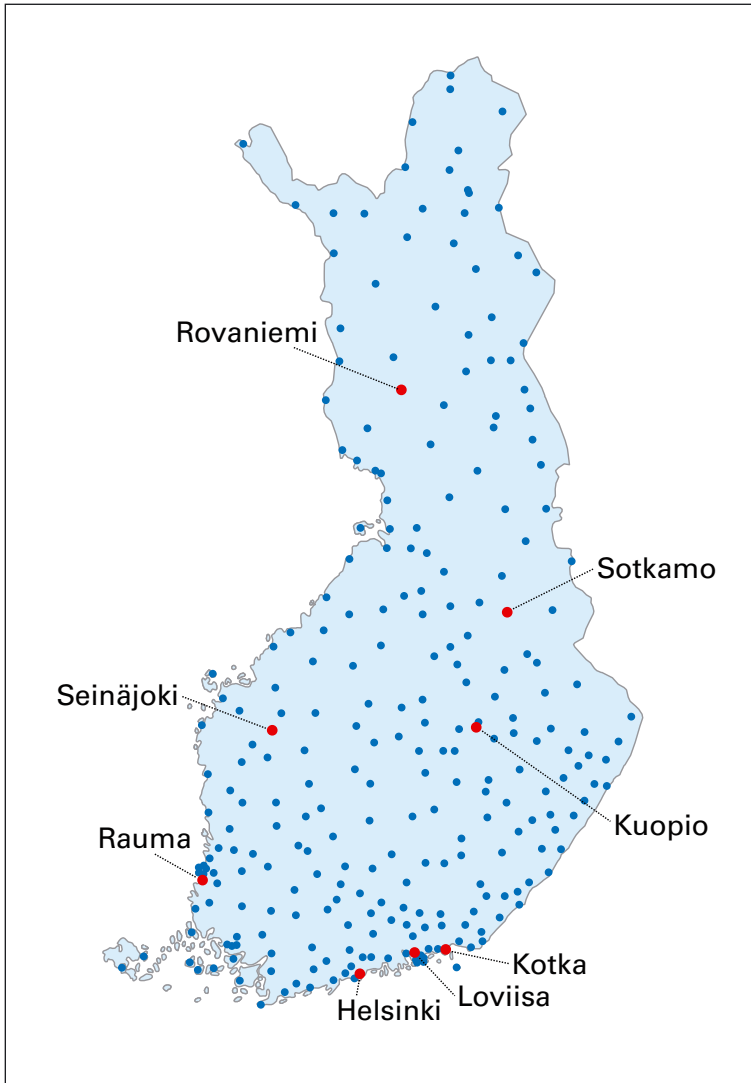 Rovaniemi
Sotkamo
Seinäjoki
Kuopio
Rauma
Kotka
Loviisa
Helsinki